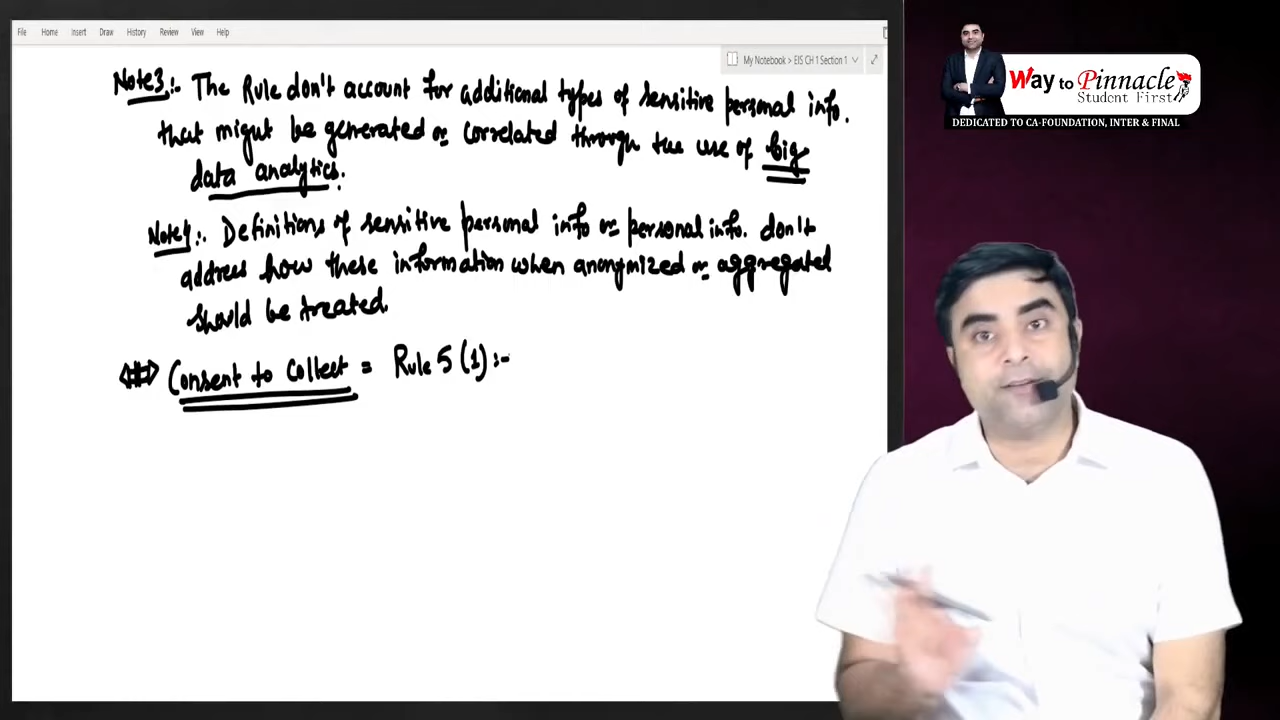 File Home Insert Draw History Review View Help
My Notebook > EIS CH 1 Section 1
Note3:- The Rule don't account for additional types of sensitive personal info.
that might be generated or correlated through the use of big
data analytics.
Note4:- Definitions of sensitive personal info or personal info. don't
address how these information when anonymized or aggregated
should be treated.
<#> Consent to Collect = Rule 5 (1) :-
Way to Pinnacle
Student First
DEDICATED TO CA-FOUNDATION, INTER & FINAL